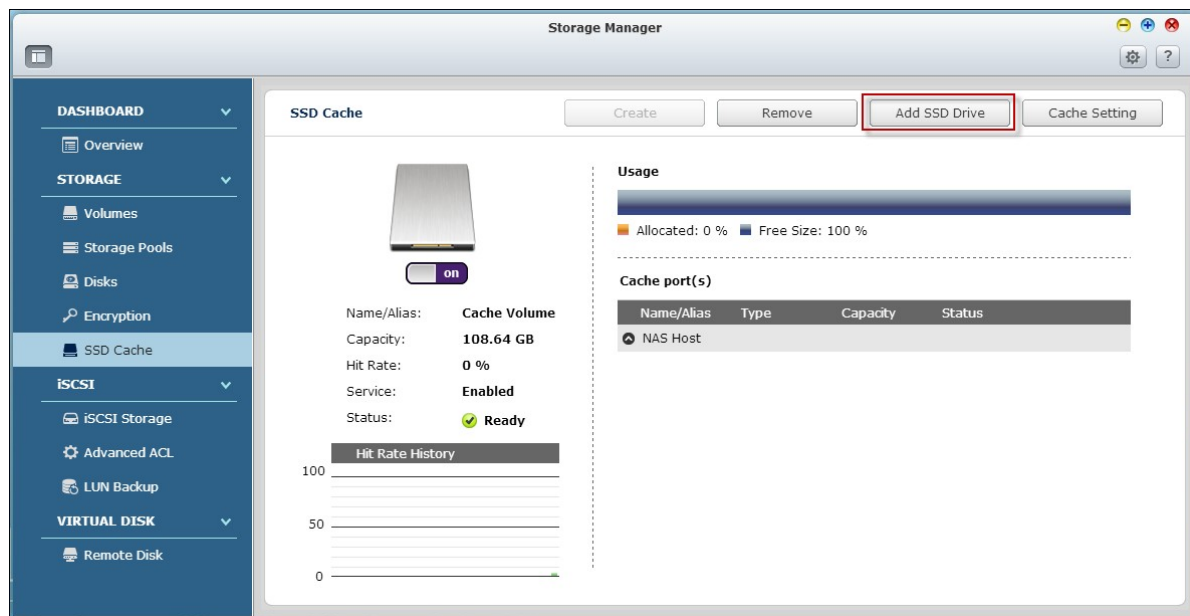 Storage Manager
?
DASHBOARD
Overview
STORAGE
Volumes
Storage Pools
Disks
Encryption
SSD Cache
iSCSI
iSCSI Storage
Advanced ACL
LUN Backup
VIRTUAL DISK
Remote Disk
SSD Cache Create Remove Add SSD Drive Cache Setting
on
Name/Alias: Cache Volume
Capacity: 108.64 GB
Hit Rate: 0 %
Service: Enabled
Status: Ready
Hit Rate History
100
50
0
Usage
Allocated: 0 % Free Size: 100 %
Cache port(s)
Name/Alias Type Capacity Status
NAS Host